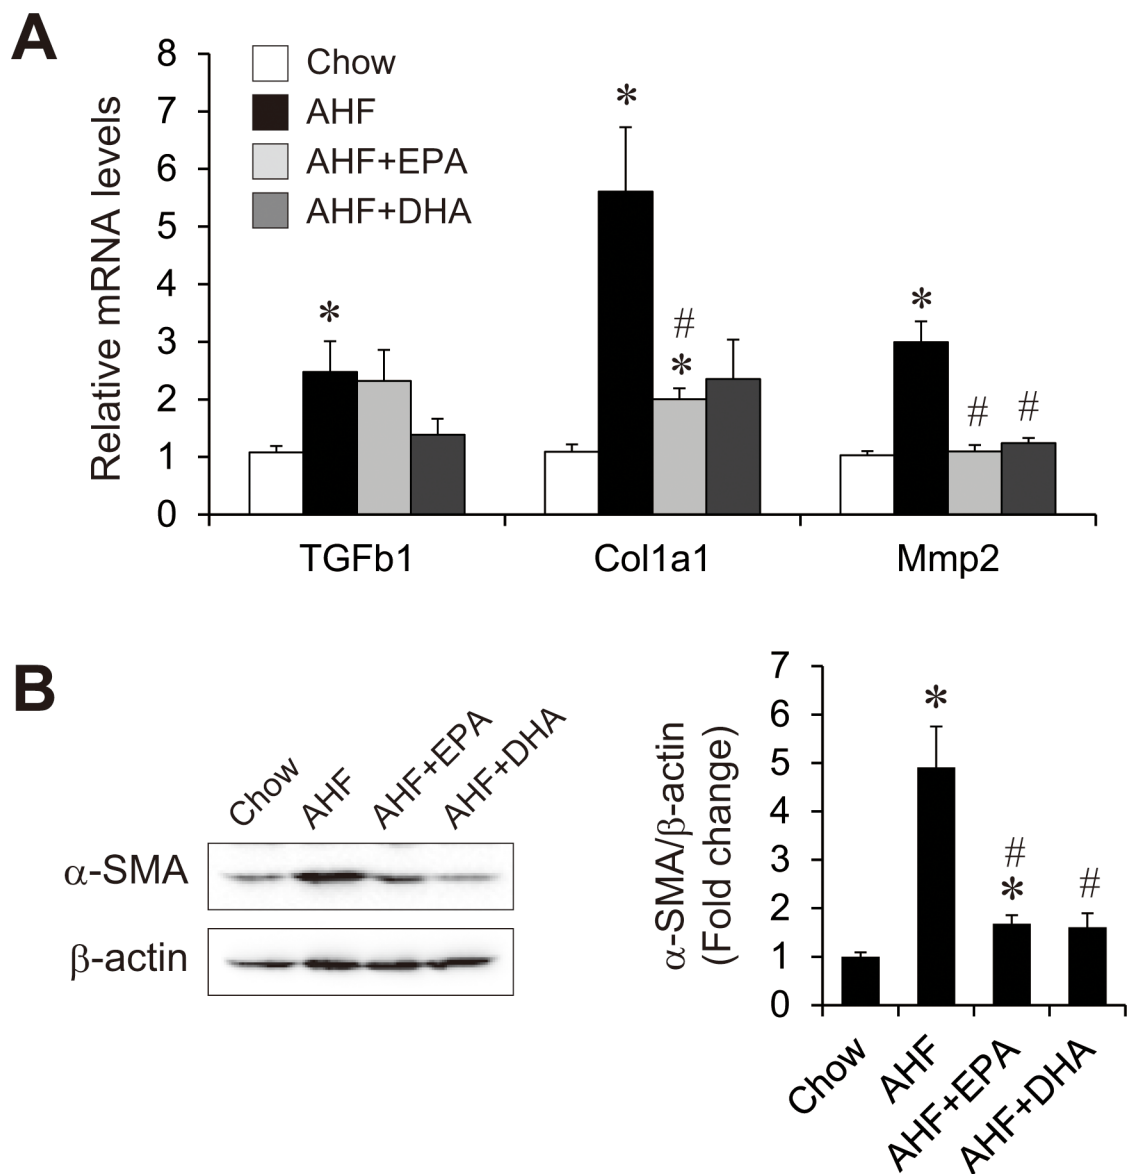 A
Relative mRNA levels
8
7
6
5
4
3
2
1
0
Chow
AHF
AHF+EPA
AHF+DHA
*
*
#
*
*
#
#
TGFb1
Col1a1
Mmp2
B
Chow
AHF
AHF+EPA
AHF+DHA
α-SMA
β-actin
α-SMA/β-actin
(Fold change)
7
6
5
4
3
2
1
0
*
#
*
#
Chow
AHF
AHF+EPA
AHF+DHA